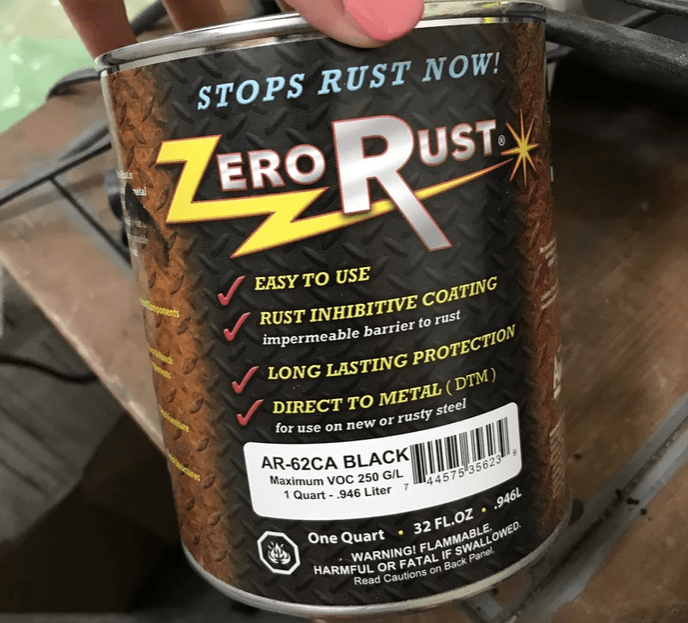 STOPS RUST NOW!
ZERO RUST®
EASY TO USE
RUST INHIBITIVE COATING
impermeable barrier to rust
LONG LASTING PROTECTION
DIRECT TO METAL (DTM)
for use on new or rusty steel
AR-62CA BLACK
Maximum VOC 250 G/L
1 Quart - .946 Liter
7 44575 35623 9
One Quart • 32 FL.OZ • .946L
WARNING! FLAMMABLE.
HARMFUL OR FATAL IF SWALLOWED.
Read Cautions on Back Panel.